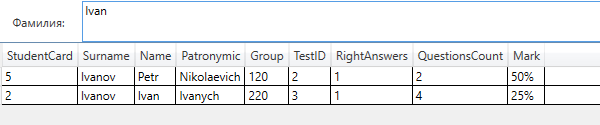 Фамилия: Ivan
StudentCard Surname Name Patronymic Group TestID RightAnswers QuestionsCount Mark
5 Ivanov Petr Nikolaevich 120 2 1 2 50%
2 Ivanov Ivan Ivanych 220 3 1 4 25%